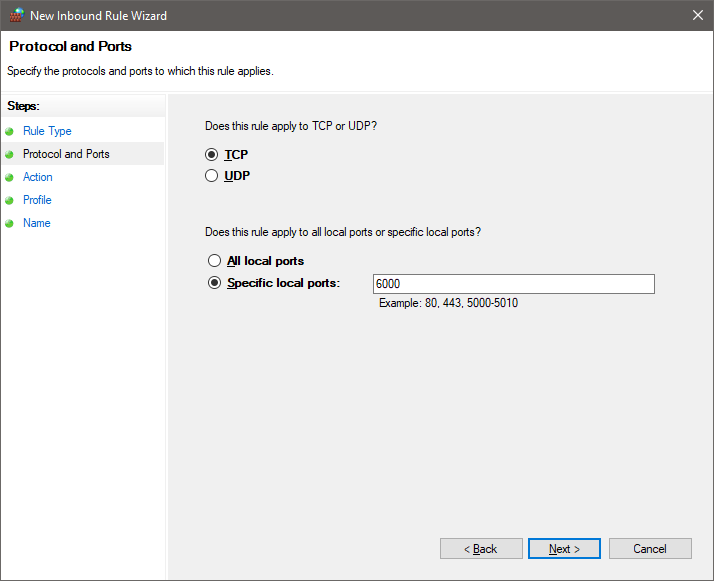 New Inbound Rule Wizard
Protocol and Ports
Specify the protocols and ports to which this rule applies.
Steps:
Rule Type
Protocol and Ports
Action
Profile
Name
Does this rule apply to TCP or UDP?
TCP
UDP
Does this rule apply to all local ports or specific local ports?
All local ports
Specific local ports:
6000
Example: 80, 443, 5000-5010
< Back
Next >
Cancel